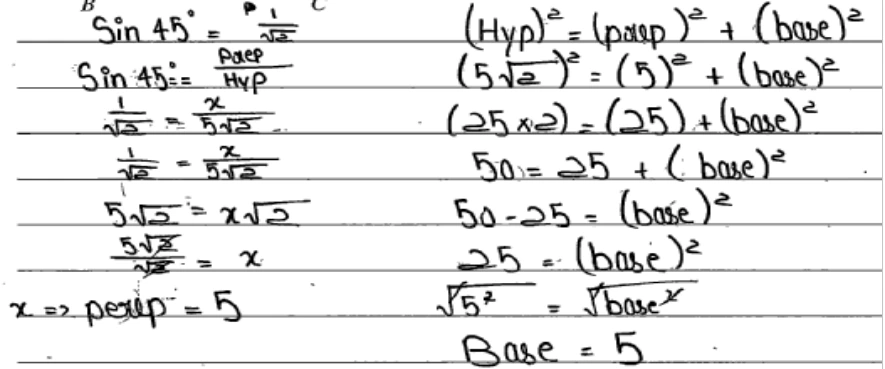 B C
Sin 45° = 1/√2
Sin 45° = Perp/Hyp
1/√2 = x/5√2
1/√2 = x/5√2
5√2 = x√2
5√2/√2 = x
x => perp = 5
(Hyp)² = (perp)² + (base)²
(5√2)² = (5)² + (base)²
(25×2) = (25) + (base)²
50 = 25 + (base)²
50-25 = (base)²
25 = (base)²
√5² = √base²
Base = 5